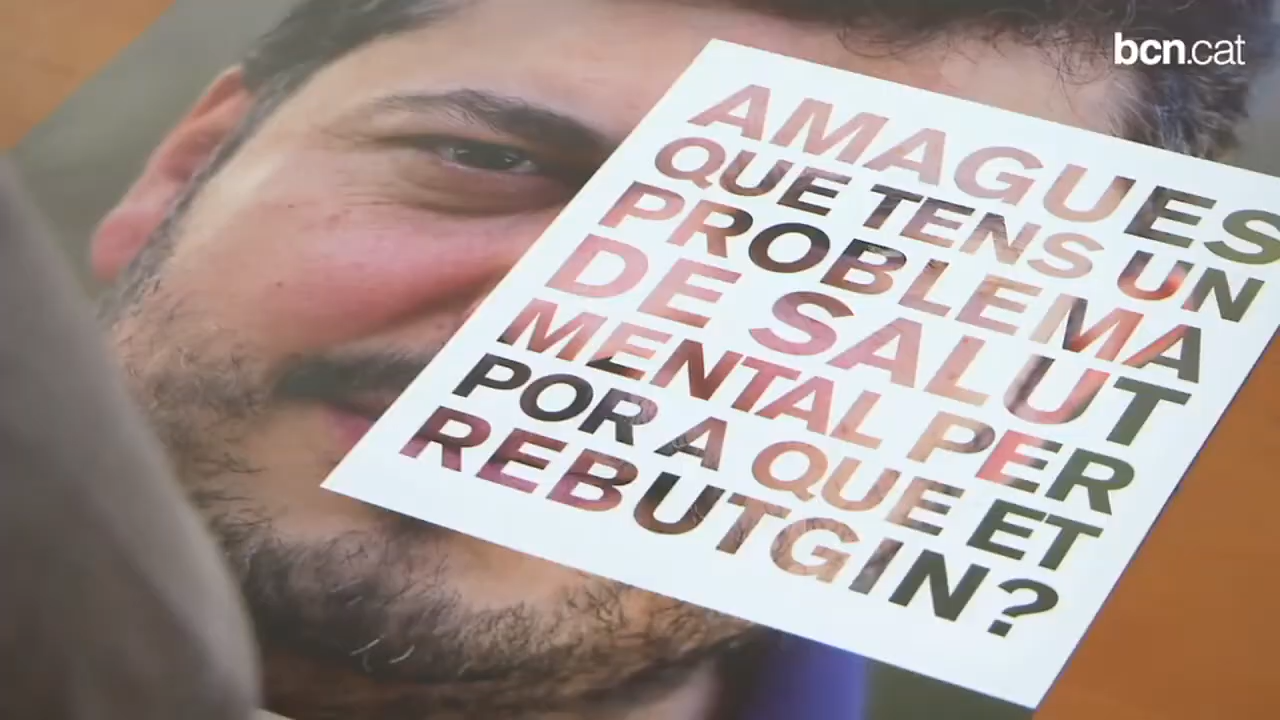 bcn.cat
AMAGUES
QUE TENS UN
PROBLEMA
DE SALUT
MENTAL PER
POR A QUE ET
REBUTGIN?